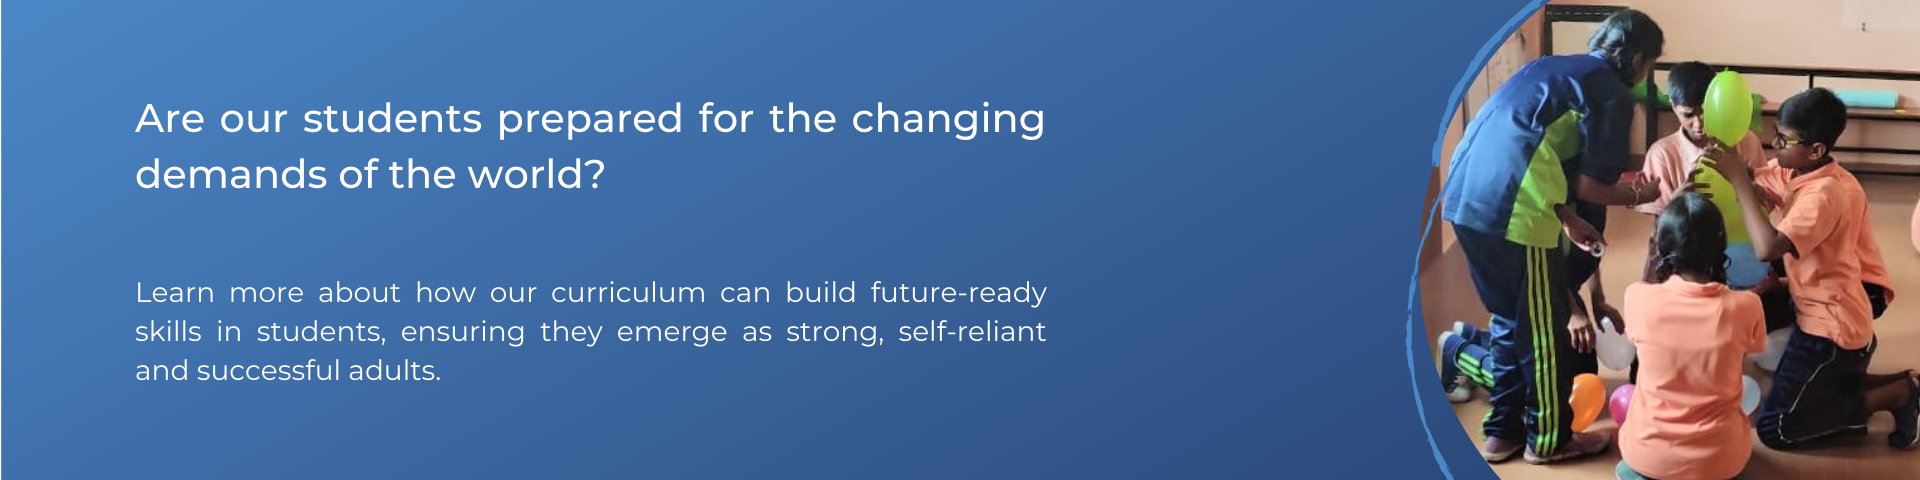 Are our students prepared for the changing
demands of the world?
Learn more about how our curriculum can build future-ready
skills in students, ensuring they emerge as strong, self-reliant
and successful adults.